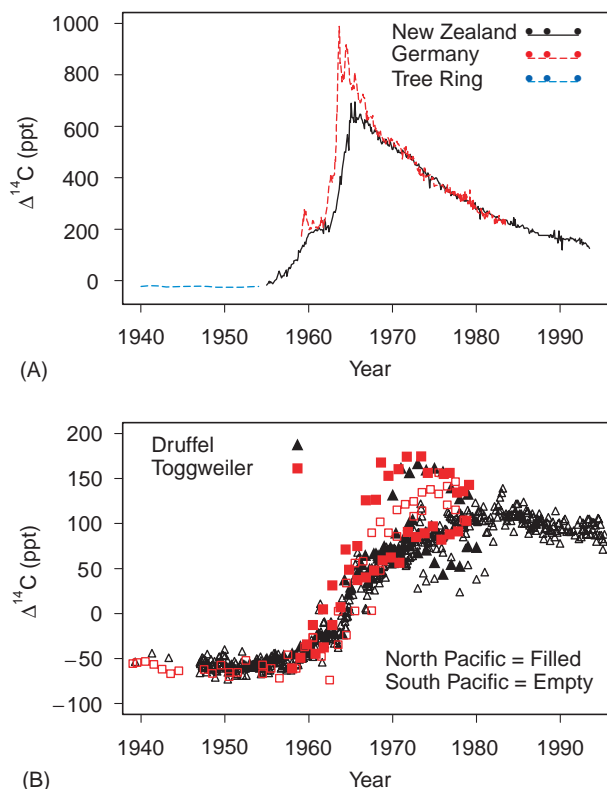 1000
800
600
400
200
0
Δ¹⁴C (ppt)
New Zealand
Germany
Tree Ring
1940 1950 1960 1970 1980 1990
Year
(A)
200
150
100
50
0
−50
−100
Δ¹⁴C (ppt)
Druffel
Toggweiler
North Pacific = Filled
South Pacific = Empty
1940 1950 1960 1970 1980 1990
Year
(B)